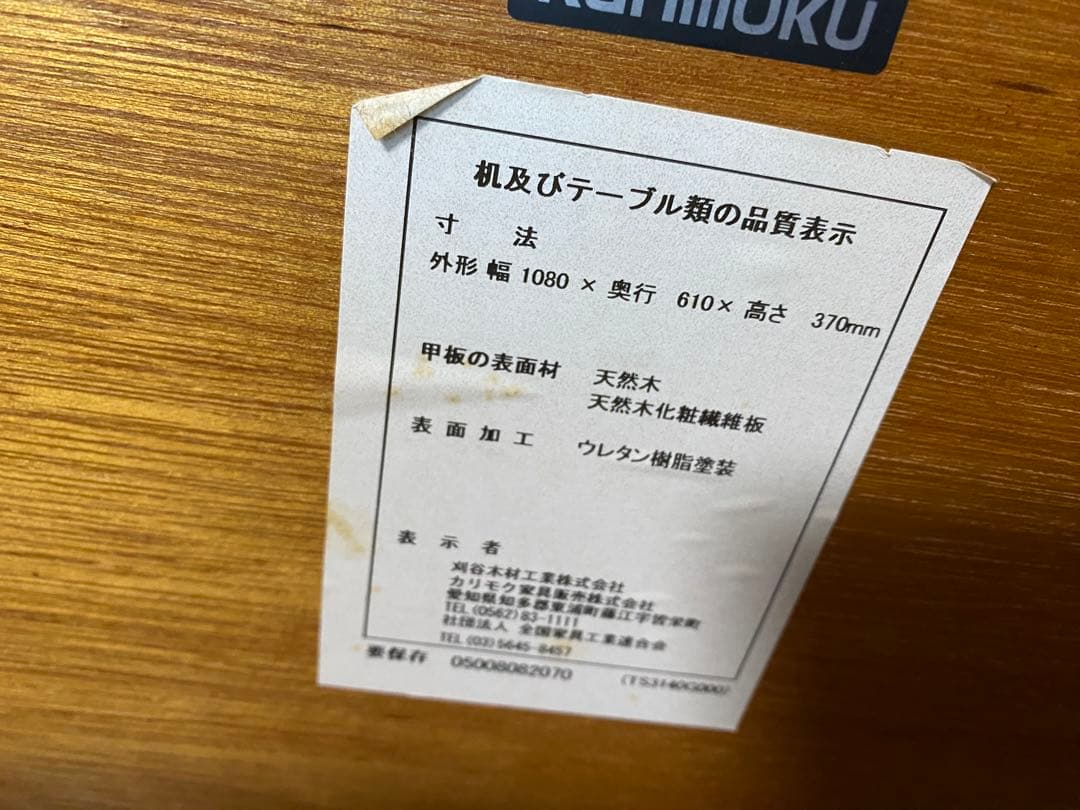 karimoku
机及びテーブル類の品質表示
寸 法
外形 幅 1080 × 奥行 610 × 高さ 370mm
甲板の表面材 天然木
天然木化粧繊維板
表面加工 ウレタン樹脂塗装
表 示 者
刈谷木材工業株式会社
カリモク家具販売株式会社
愛知県知多郡東浦町藤江字皆栄町
TEL(0562)83-1111
社団法人 全国家具工業連合会
TEL(03)5645-8457
要保存 05008082070 (TS3140G000)